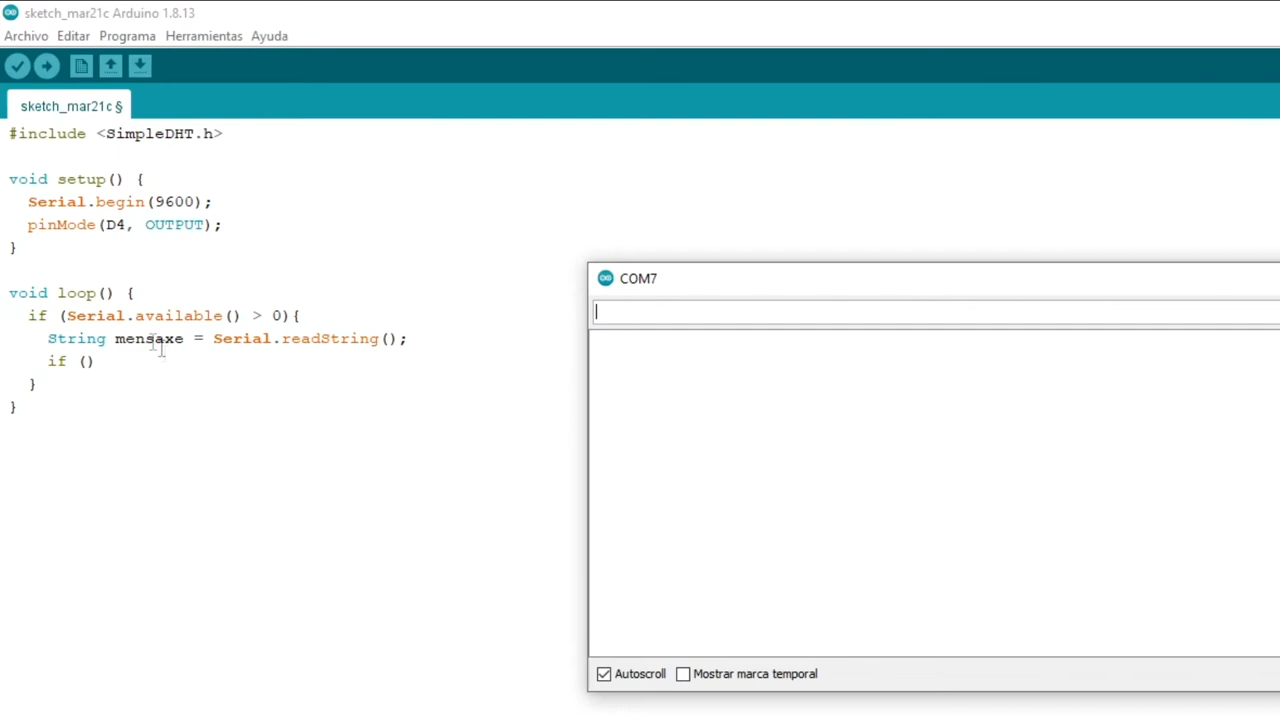 sketch_mar21c Arduino 1.8.13
Archivo Editar Programa Herramientas Ayuda
sketch_mar21c §
#include <SimpleDHT.h>
void setup() {
Serial.begin(9600);
pinMode(D4, OUTPUT);
}
void loop() {
if (Serial.available() > 0){
String mensaxe = Serial.readString();
if ()
}
}
COM7
Autoscroll Mostrar marca temporal